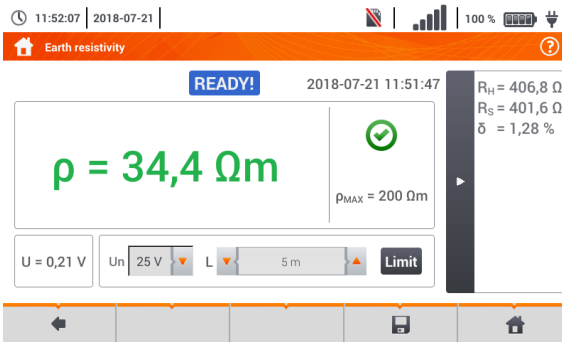 11:52:07 2018-07-21 100 %
Earth resistivity
READY! 2018-07-21 11:51:47
ρ = 34,4 Ωm
ρMAX = 200 Ωm
RH = 406,8 Ω
RS = 401,6 Ω
δ = 1,28 %
U = 0,21 V Un 25 V L 5 m Limit